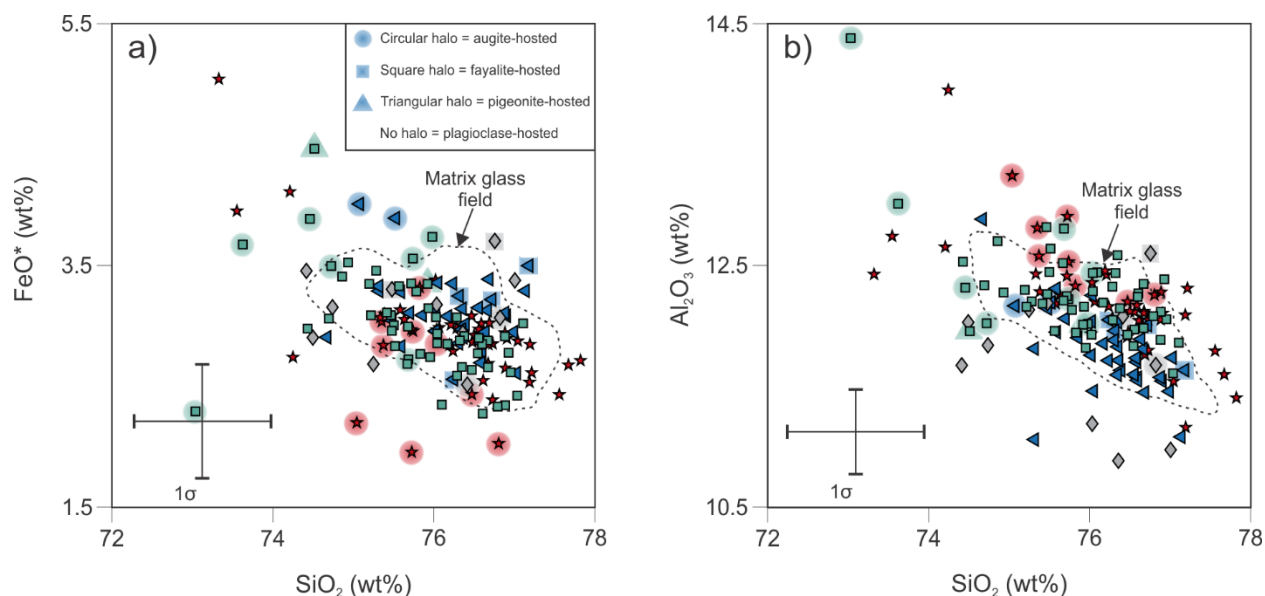 5.5
a)
Circular halo = augite-hosted
Square halo = fayalite-hosted
Triangular halo = pigeonite-hosted
No halo = plagioclase-hosted
Matrix glass
field
FeO* (wt%)
3.5
1σ
1.5
72
74
76
78
SiO₂ (wt%)
14.5
b)
Matrix glass
field
Al₂O₃ (wt%)
12.5
1σ
10.5
72
74
76
78
SiO₂ (wt%)